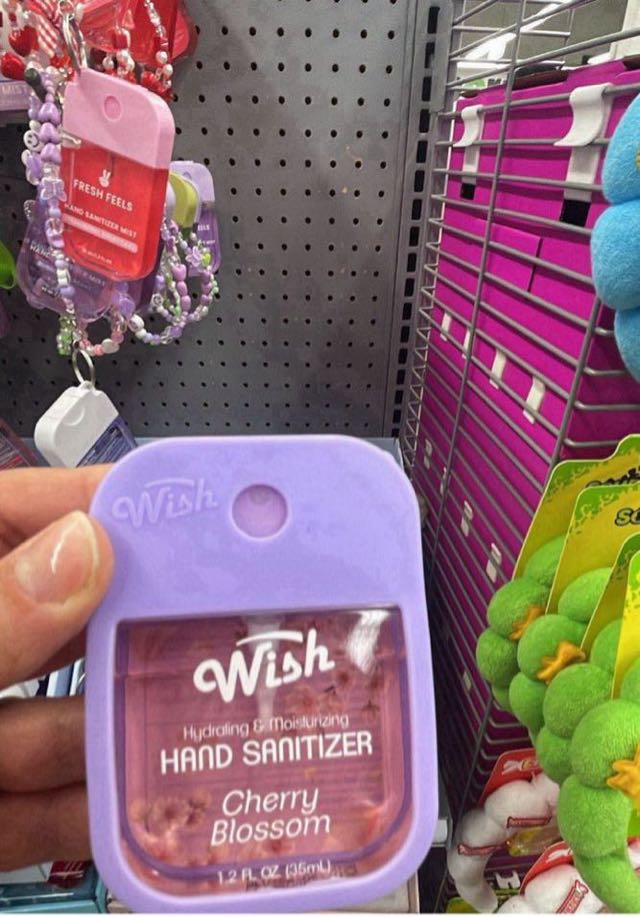 FRESH FEELS
HAND SANITIZER MIST
Wish
Wish
Hydrating & Moisturizing
HAND SANITIZER
Cherry
Blossom
1.2 FL OZ (35mL)